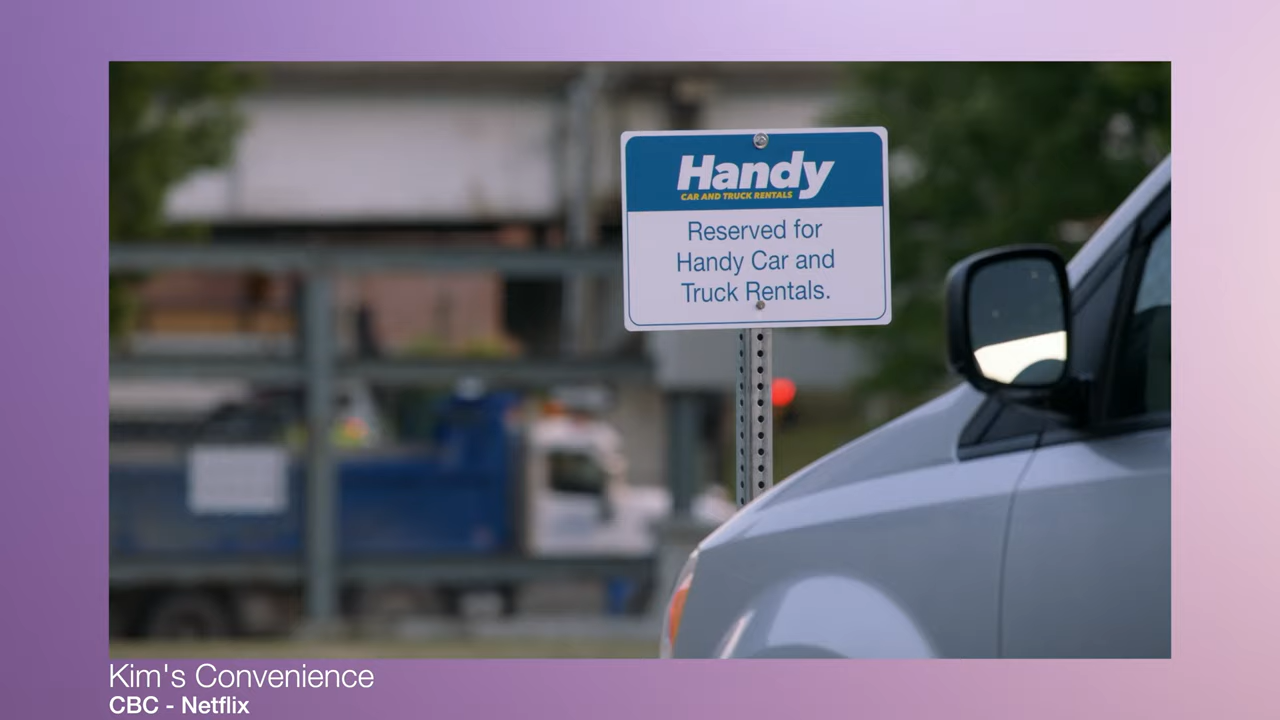 Handy
CAR AND TRUCK RENTALS
Reserved for
Handy Car and
Truck Rentals.
Kim's Convenience
CBC - Netflix